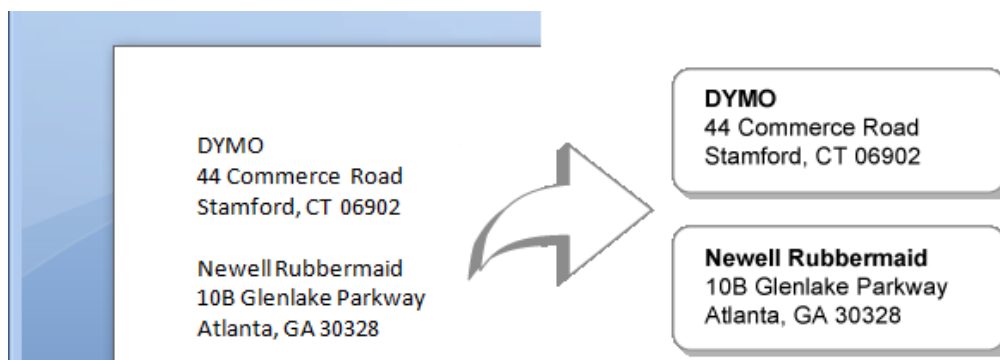 DYMO
44 Commerce Road
Stamford, CT 06902
Newell Rubbermaid
10B Glenlake Parkway
Atlanta, GA 30328
DYMO
44 Commerce Road
Stamford, CT 06902
Newell Rubbermaid
10B Glenlake Parkway
Atlanta, GA 30328